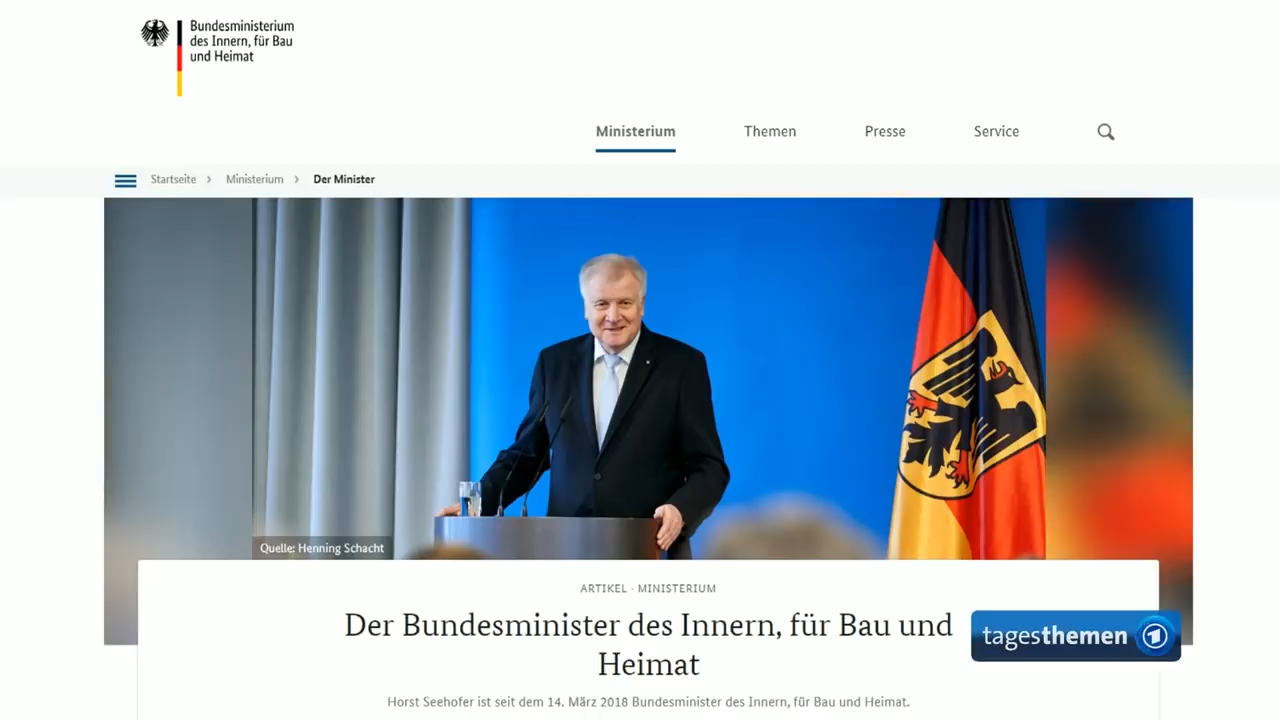 Bundesministerium
des Innern, für Bau
und Heimat
Ministerium
Themen
Presse
Service
Startseite
Ministerium
Der Minister
Quelle: Henning Schacht
ARTIKEL · MINISTERIUM
Der Bundesminister des Innern, für Bau und
Heimat
tagesthemen
Horst Seehofer ist seit dem 14. März 2018 Bundesminister des Innern, für Bau und Heimat.